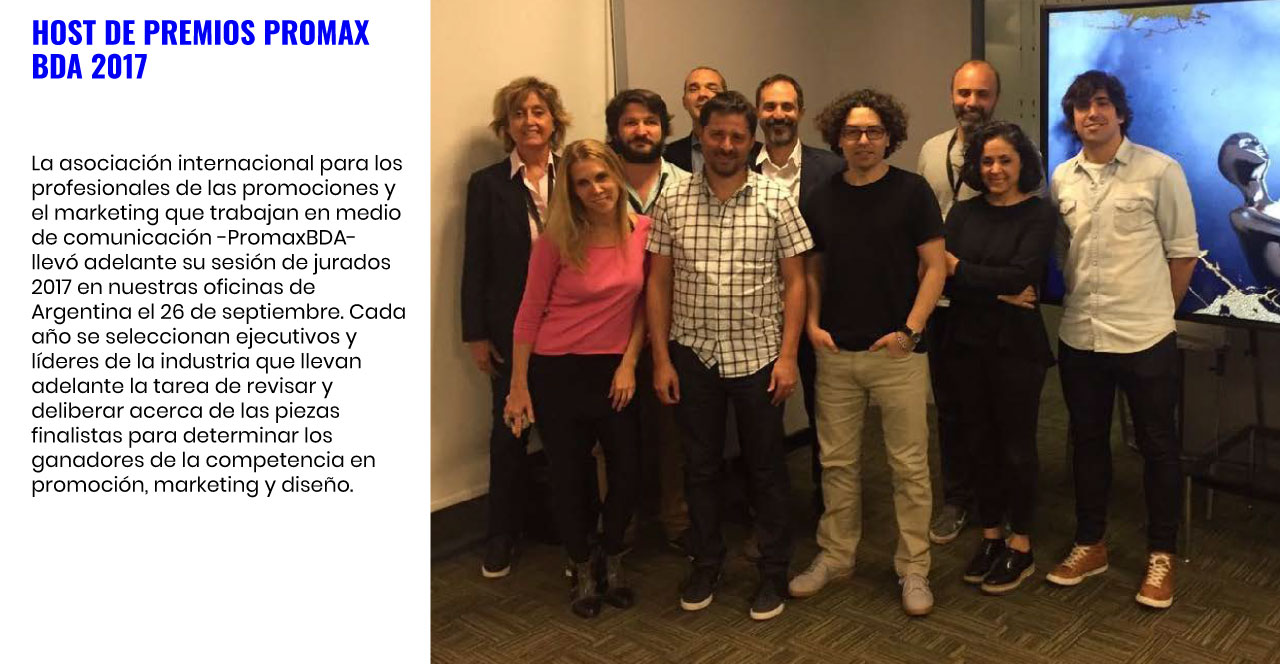 HOST DE PREMIOS PROMAX
BDA 2017
La asociación internacional para los
profesionales de las promociones y
el marketing que trabajan en medio
de comunicación -PromaxBDA-
llevó adelante su sesión de jurados
2017 en nuestras oficinas de
Argentina el 26 de septiembre. Cada
año se seleccionan ejecutivos y
líderes de la industria que llevan
adelante la tarea de revisar y
deliberar acerca de las piezas
finalistas para determinar los
ganadores de la competencia en
promoción, marketing y diseño.